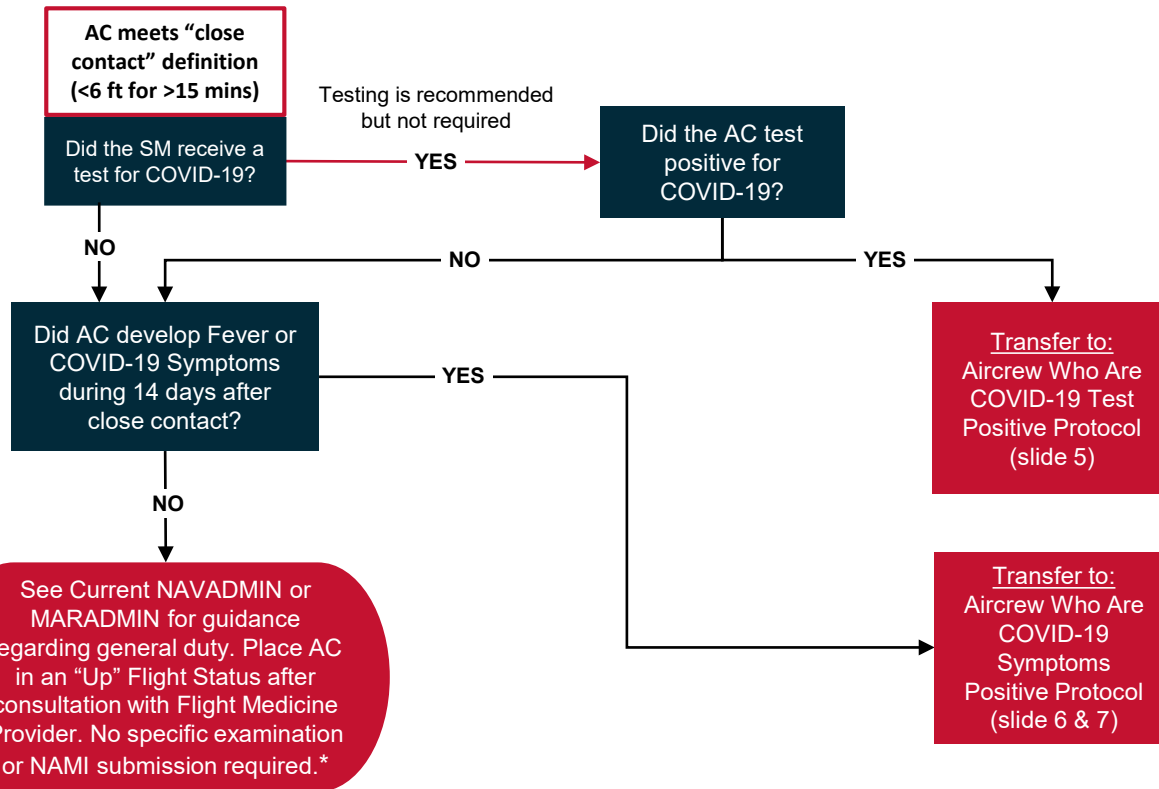 AC meets “close
contact” definition
(<6 ft for >15 mins)
Did the SM receive a
test for COVID-19?
Testing is recommended
but not required
YES
Did the AC test
positive for
COVID-19?
NO
NO
YES
Did AC develop Fever or
COVID-19 Symptoms
during 14 days after
close contact?
YES
Transfer to:
Aircrew Who Are
COVID-19 Test
Positive Protocol
(slide 5)
NO
See Current NAVADMIN or
MARADMIN for guidance
egarding general duty. Place AC
in an “Up” Flight Status after
consultation with Flight Medicine
Provider. No specific examination
or NAMI submission required.*
Transfer to:
Aircrew Who Are
COVID-19
Symptoms
Positive Protocol
(slide 6 & 7)